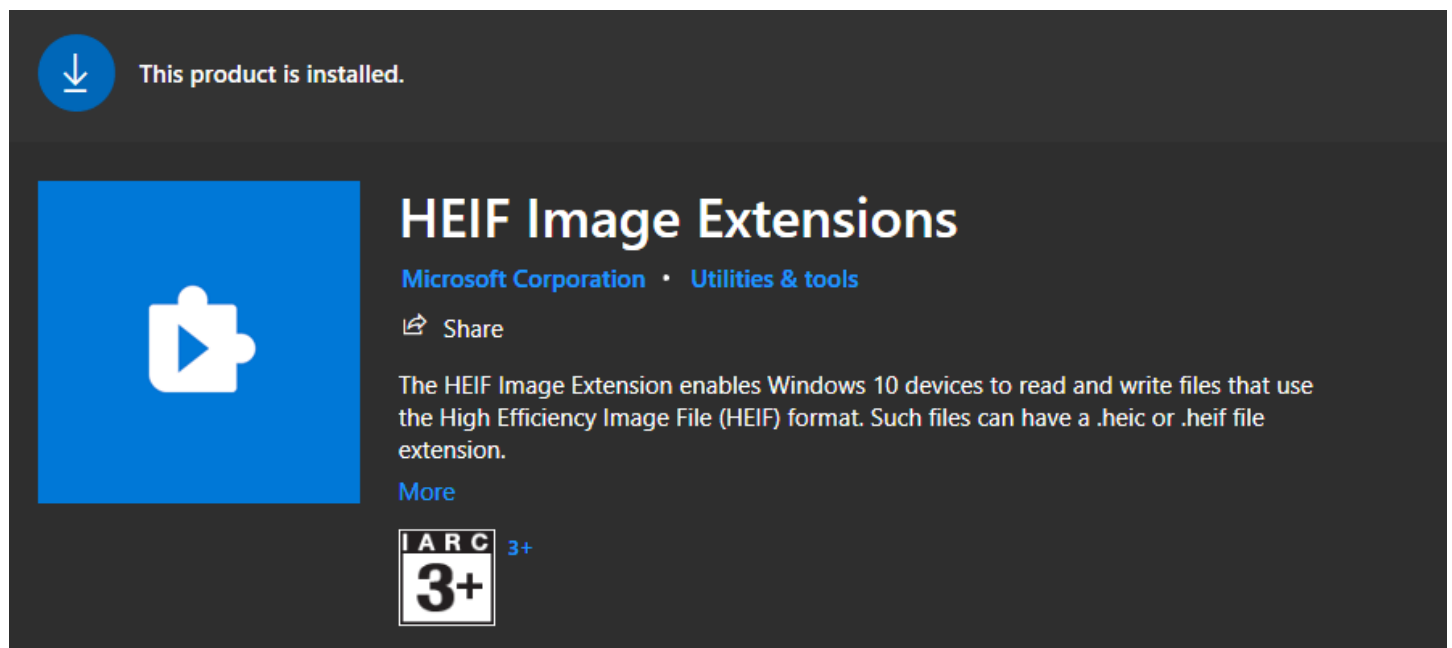 This product is installed.
HEIF Image Extensions
Microsoft Corporation • Utilities & tools
Share
The HEIF Image Extension enables Windows 10 devices to read and write files that use
the High Efficiency Image File (HEIF) format. Such files can have a .heic or .heif file
extension.
More
IARC
3+
3+